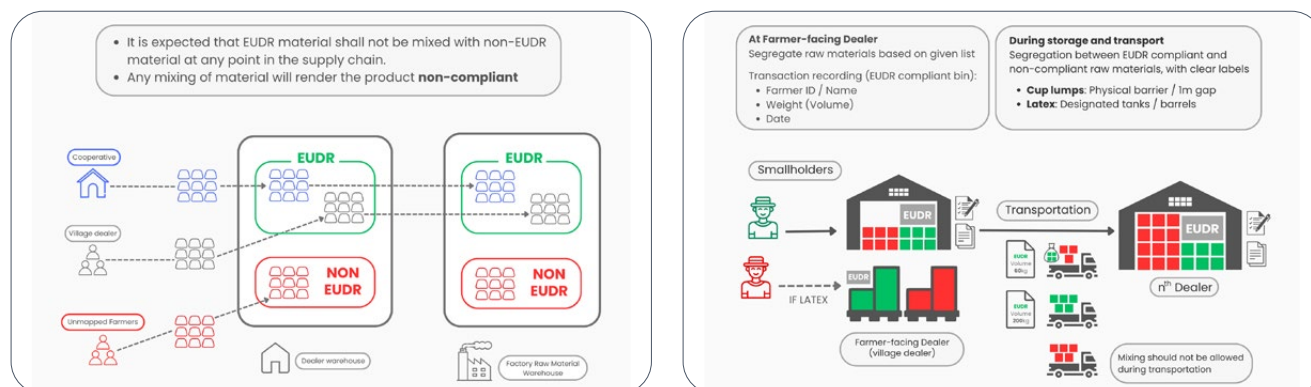 • It is expected that EUDR material shall not be mixed with non-EUDR
material at any point in the supply chain.
• Any mixing of material will render the product non-compliant
Cooperative
EUDR
EUDR
Village dealer
NON
EUDR
NON
EUDR
Unmapped Farmers
Dealer warehouse
Factory Raw Material
Warehouse
At Farmer-facing Dealer
Segregate raw materials based on given list
Transaction recording (EUDR compliant bin):
• Farmer ID / Name
• Weight (Volume)
• Date
During storage and transport
Segregation between EUDR compliant and
non-compliant raw materials, with clear labels
• Cup lumps: Physical barrier / 1m gap
• Latex: Designated tanks / barrels
Smallholders
EUDR
Transportation
EUDR
EUDR
Volume
60kg
nth Dealer
EUDR
IF LATEX
EUDR
Volume
200kg
Farmer-facing Dealer
(village dealer)
Mixing should not be allowed
during transportation